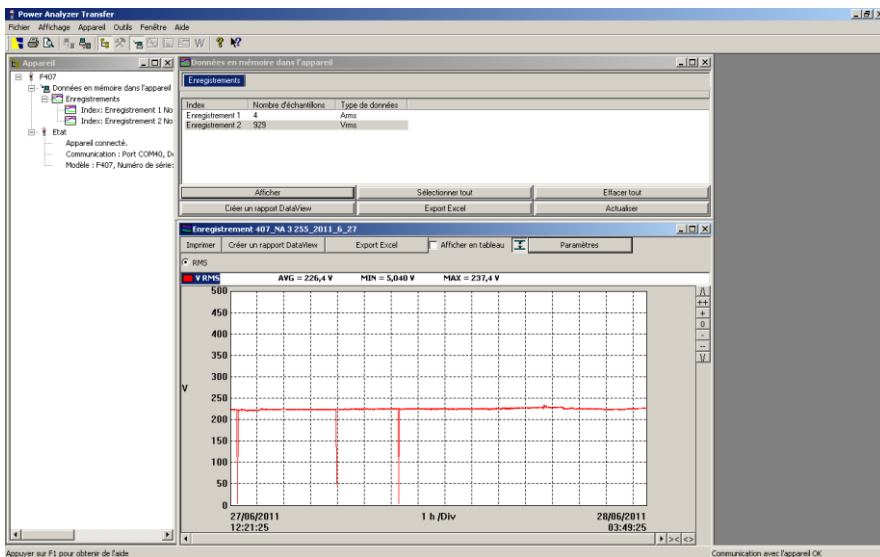 Power Analyzer Transfer
Fichier Affichage Appareil Outils Fenêtre Aide
Appareil
F407
Données en mémoire dans l'appareil
Enregistrements
Index: Enregistrement 1 No
Index: Enregistrement 2 No
Etat
Appareil connecté.
Communication : Port COM40, D
Modèle : F407, Numéro de série:
Données en mémoire dans l'appareil
Enregistrements
Index Nombre d'échantillons Type de données
Enregistrement 1 4 Arms
Enregistrement 2 929 Vrms
Afficher Sélectionner tout Effacer tout
Créer un rapport DataView Export Excel Actualiser
Enregistrement 407_NA 3 255_2011_6_27
Imprimer Créer un rapport DataView Export Excel Afficher en tableau Paramètres
RMS
V RMS AVG = 226,4 V MIN = 5,040 V MAX = 237,4 V
500
450
400
350
300
V
250
200
150
100
50
0
27/06/2011 1 h /Div 28/06/2011
12:21:25 03:49:25
/\
++
+
0
-
--
\/
><
<>
Appuyer sur F1 pour obtenir de l'aide Communication avec l'appareil OK